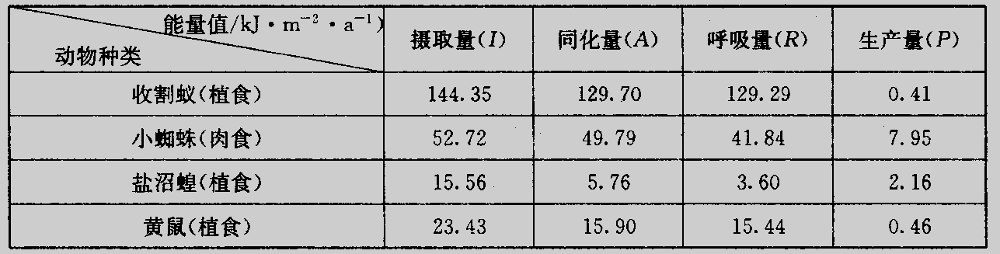 能量值/kJ·m⁻²·a⁻¹)
动物种类
摄取量(I) 同化量(A) 呼吸量(R) 生产量(P)
收割蚁(植食) 144.35 129.70 129.29 0.41
小蜘蛛(肉食) 52.72 49.79 41.84 7.95
盐沼蝗(植食) 15.56 5.76 3.60 2.16
黄鼠(植食) 23.43 15.90 15.44 0.46